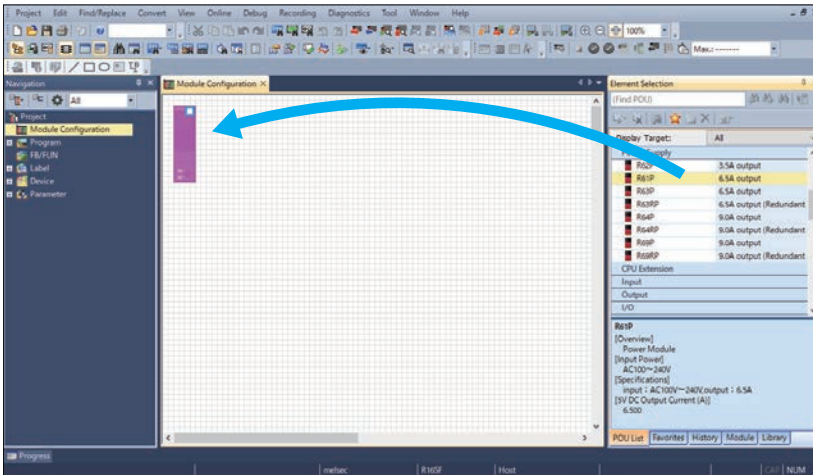 Project Edit Find/Replace Convert View Online Debug Recording Diagnostics Tool Window Help
100%
Max.: --------
Navigation
All
Project
Module Configuration
Program
FB/FUN
Label
Device
Parameter
Module Configuration
Element Selection
(Find POU)
Display Target: All
Supply
R62P 3.5A output
R61P 6.5A output
R63P 6.5A output
R63RP 6.5A output (Redundant
R64P 9.0A output
R64RP 9.0A output (Redundant
R69P 9.0A output
R69RP 9.0A output (Redundant
CPU Extension
Input
Output
I/O
R61P
[Overview]
Power Module
[Input Power]
AC100~240V
[Specifications]
input : AC100V~240V,output : 6.5A
[5V DC Output Current (A)]
6.500
POU List Favorites History Module Library
Progress
melsec R16SF Host CAP NUM